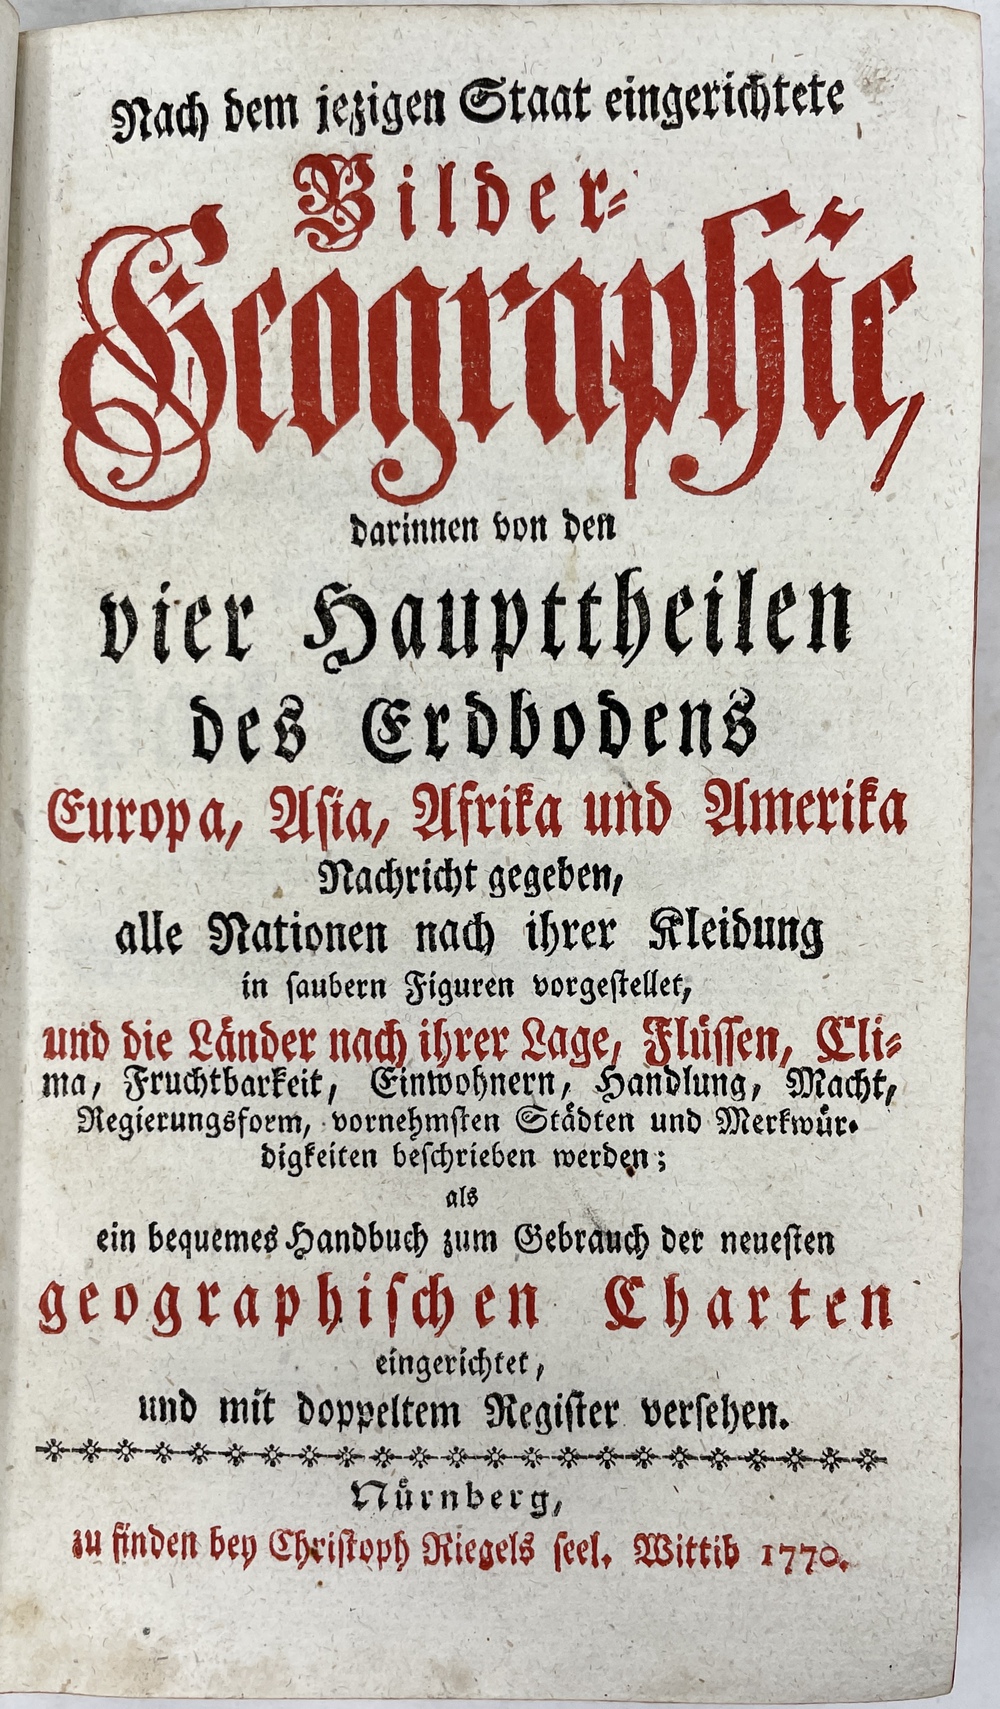 Nach dem jezigen Staat eingerichtete
Bilder-
Geographie,
darinnen von den
vier Haupttheilen
des Erdbodens
Europa, Asia, Afrika und Amerika
Nachricht gegeben,
alle Nationen nach ihrer Kleidung
in saubern Figuren vorgestellet,
und die Länder nach ihrer Lage, Flüssen, Cli-
ma, Fruchtbarkeit, Einwohnern, Handlung, Macht,
Regierungsform, vornehmsten Städten und Merkwür-
digkeiten beschrieben werden;
als
ein bequemes Handbuch zum Gebrauch der neuesten
geographischen Charten
eingerichtet,
und mit doppeltem Register versehen.
Nürnberg,
zu finden bey Christoph Riegels seel. Wittib 1770.